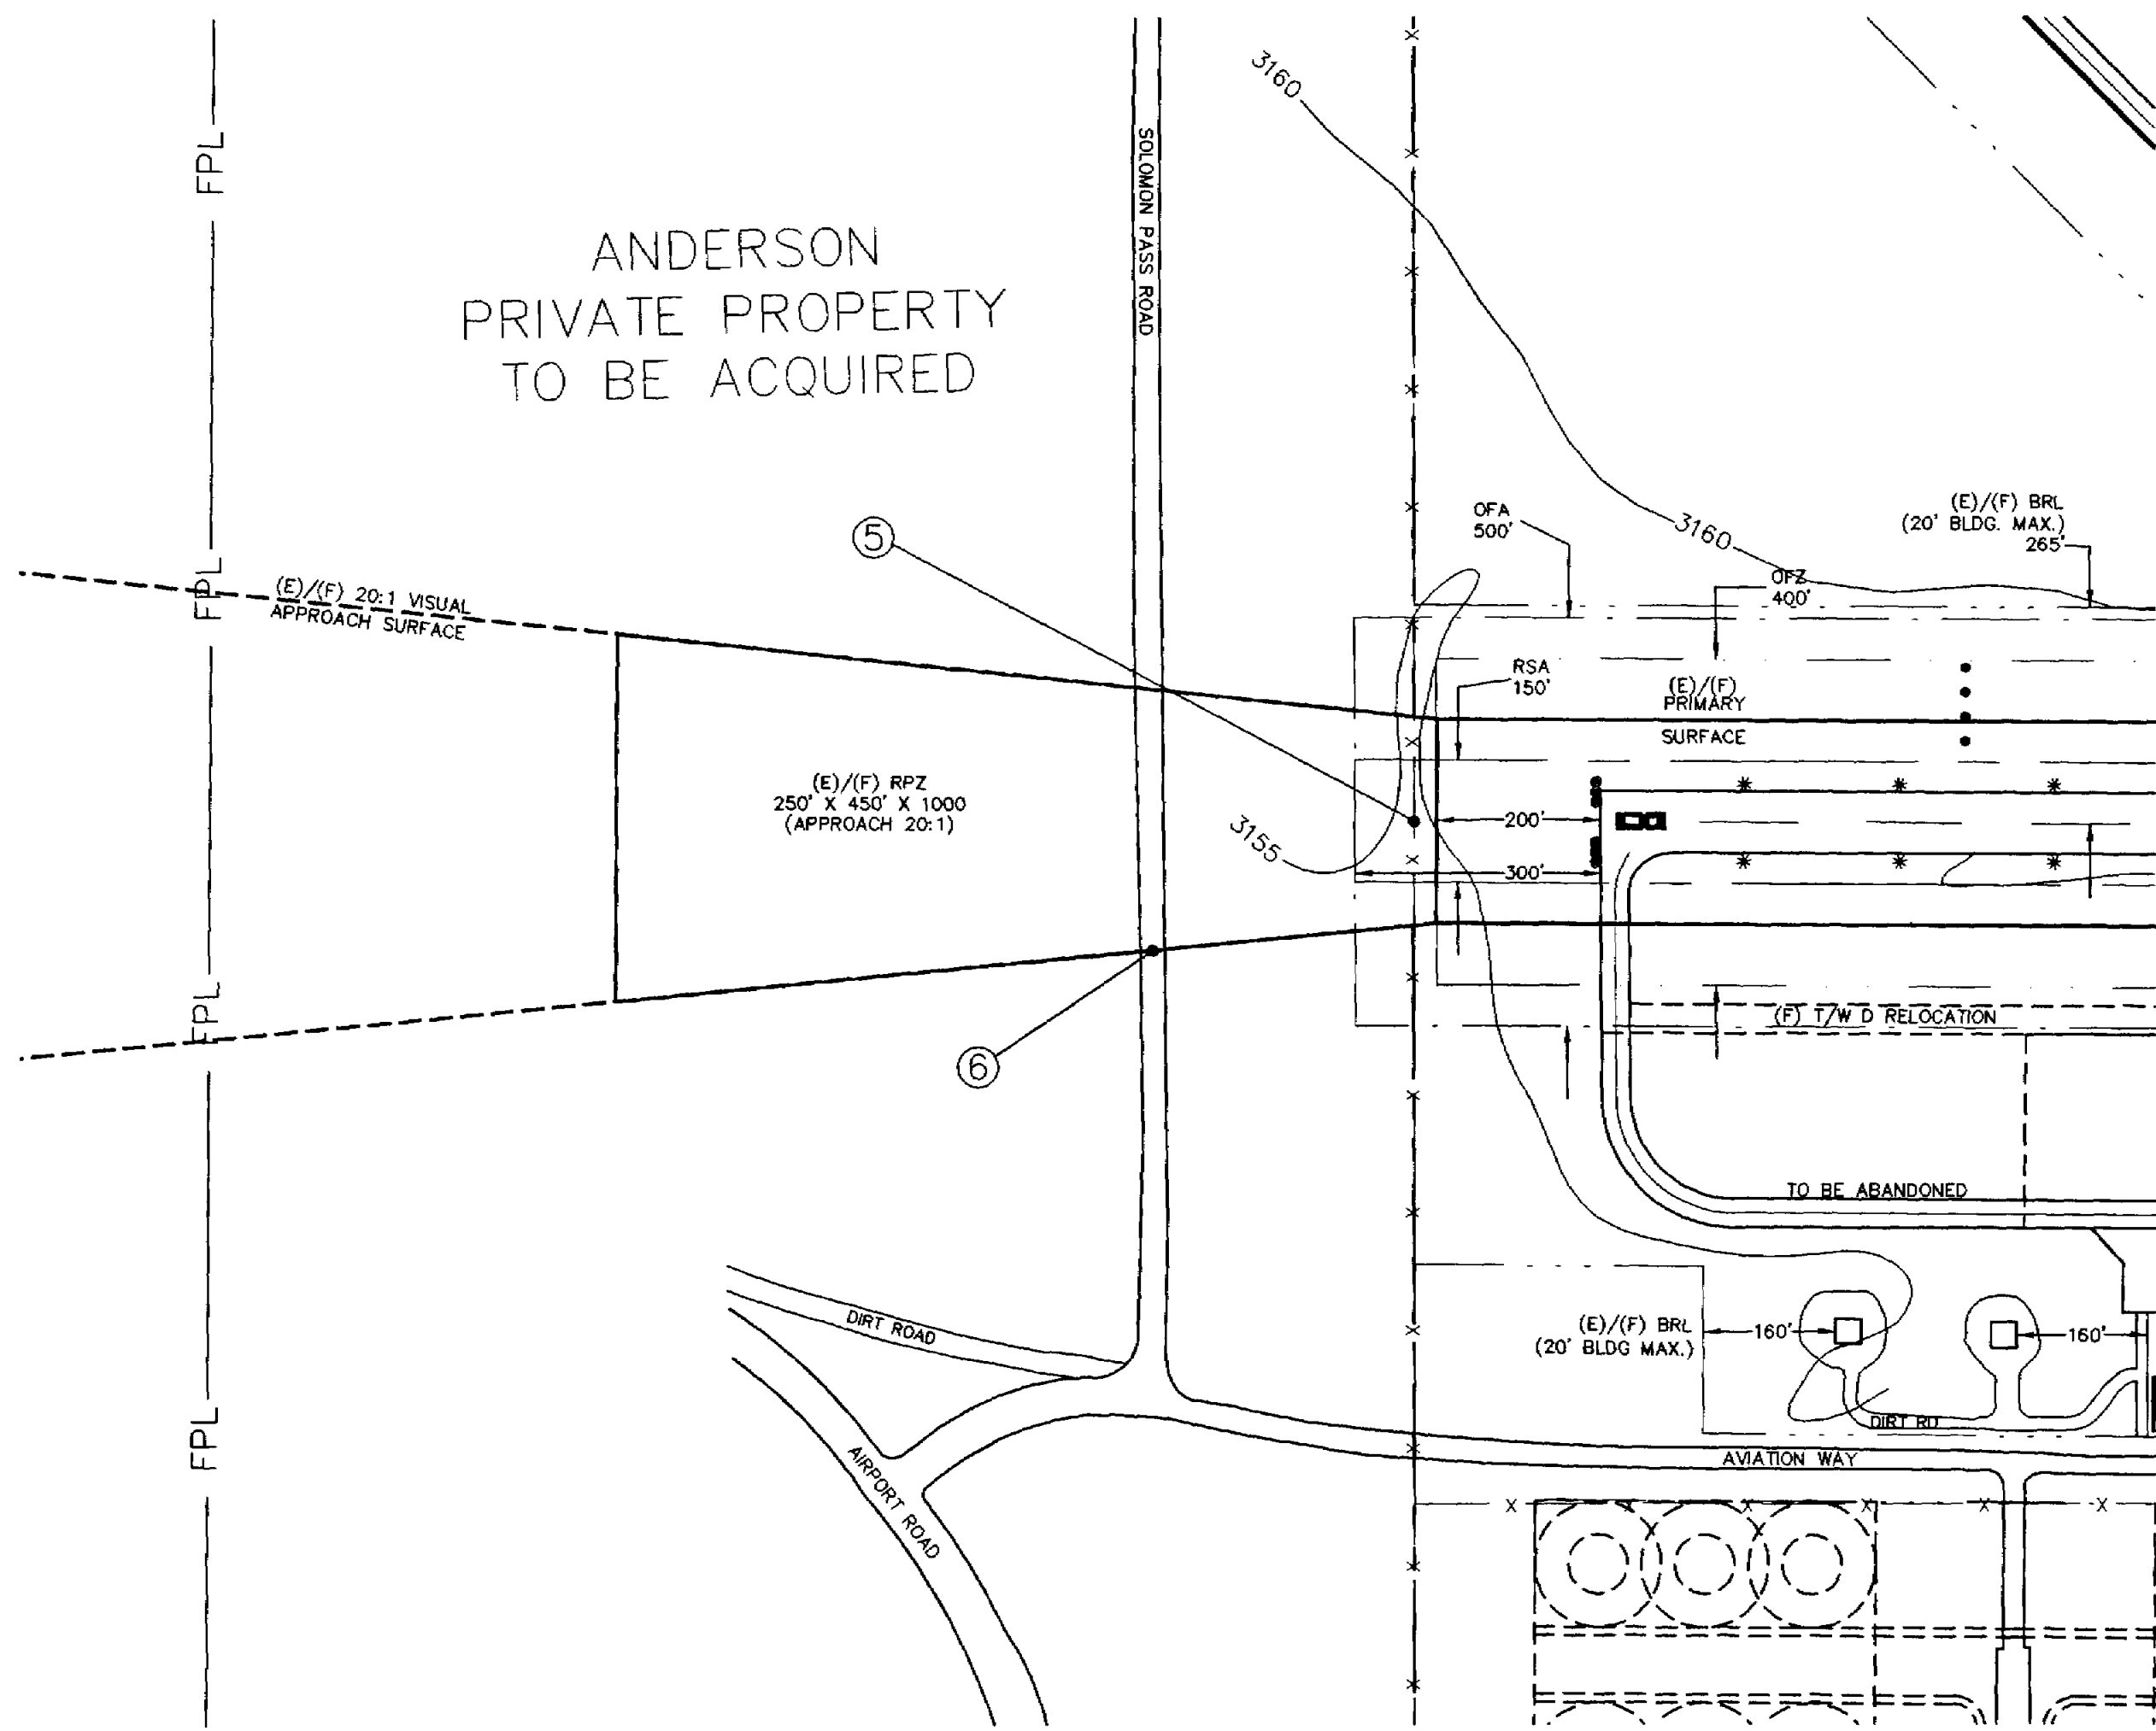 3160
FPL
SOLOMON PASS ROAD
ANDERSON
PRIVATE PROPERTY
TO BE ACQUIRED
5
OFA
500'
3160
(E)/(F) BRL
(20' BLDG. MAX.)
265'
FPL
(E)/(F) 20:1 VISUAL
APPROACH SURFACE
OFZ
400'
RSA
150'
(E)/(F)
PRIMARY
SURFACE
(E)/(F) RPZ
250' X 450' X 1000
(APPROACH 20:1)
3155
200'
300'
FPL
(F) T/W D RELOCATION
6
TO BE ABANDONED
DIRT ROAD
(E)/(F) BRL
(20' BLDG MAX.)
160'
160'
FPL
DIRT RD
AVIATION WAY
AIRPORT ROAD